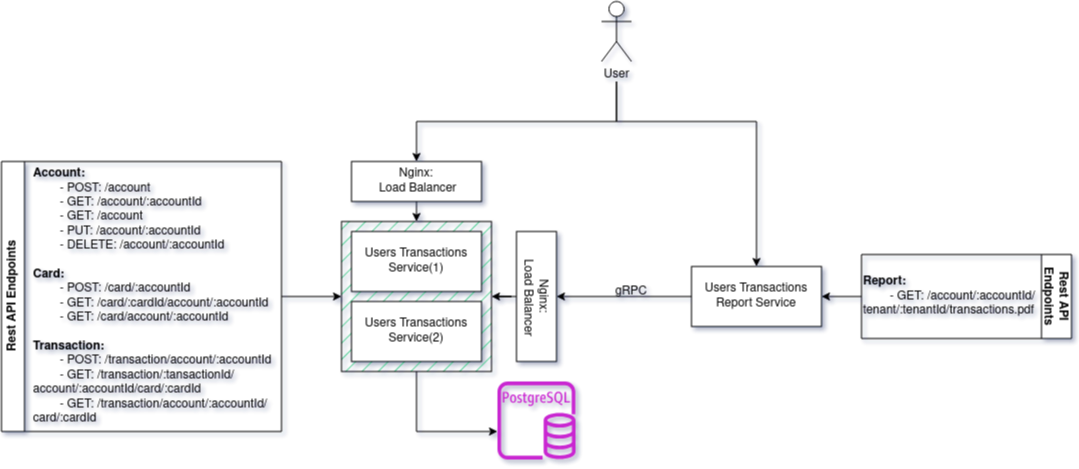 User
Nginx:
Load Balancer
Rest API Endpoints
Account:
- POST: /account
- GET: /account/:accountId
- GET: /account
- PUT: /account/:accountId
- DELETE: /account/:accountId
Card:
- POST: /card/:accountId
- GET: /card/:cardId/account/:accountId
- GET: /card/account/:accountId
Transaction:
- POST: /transaction/account/:accountId
- GET: /transaction/:tansactionId/
account/:accountId/card/:cardId
- GET: /transaction/account/:accountId/
card/:cardId
Users Transactions
Service(1)
Users Transactions
Service(2)
Nginx:
Load Balancer
gRPC
Users Transactions
Report Service
Report:
- GET: /account/:accountId/
tenant/:tenantId/transactions.pdf
Rest API
Endpoints
PostgreSQL